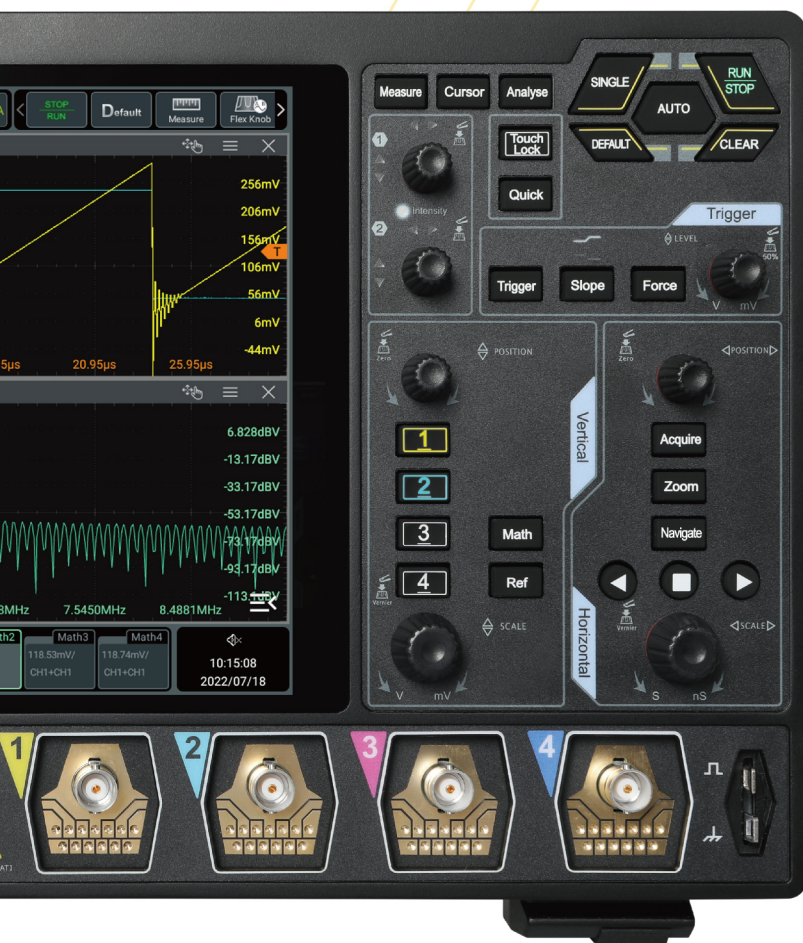 STOP
RUN
Default
Measure
Flex Knob
256mV
206mV
156mV
T
106mV
56mV
6mV
-44mV
20.95µs
25.95µs
6.828dBV
-13.17dBV
-33.17dBV
-53.17dBV
-73.17dBV
-93.17dBV
7.5450MHz
8.4881MHz
Math3
118.53mV/
CH1+CH1
Math4
118.74mV/
CH1+CH1
10:15:08
2022/07/18
Measure
Cursor
Analyse
SINGLE
RUN
STOP
AUTO
DEFAULT
CLEAR
1
Touch
Lock
Quick
Intensity
2
Trigger
LEVEL
50%
Trigger
Slope
Force
V
mV
Zero
POSITION
Vertical
1
2
3
4
Math
Ref
Vernier
SCALE
V
mV
Zero
POSITION
Acquire
Zoom
Navigate
Horizontal
Vernier
SCALE
S
nS
1
2
3
4